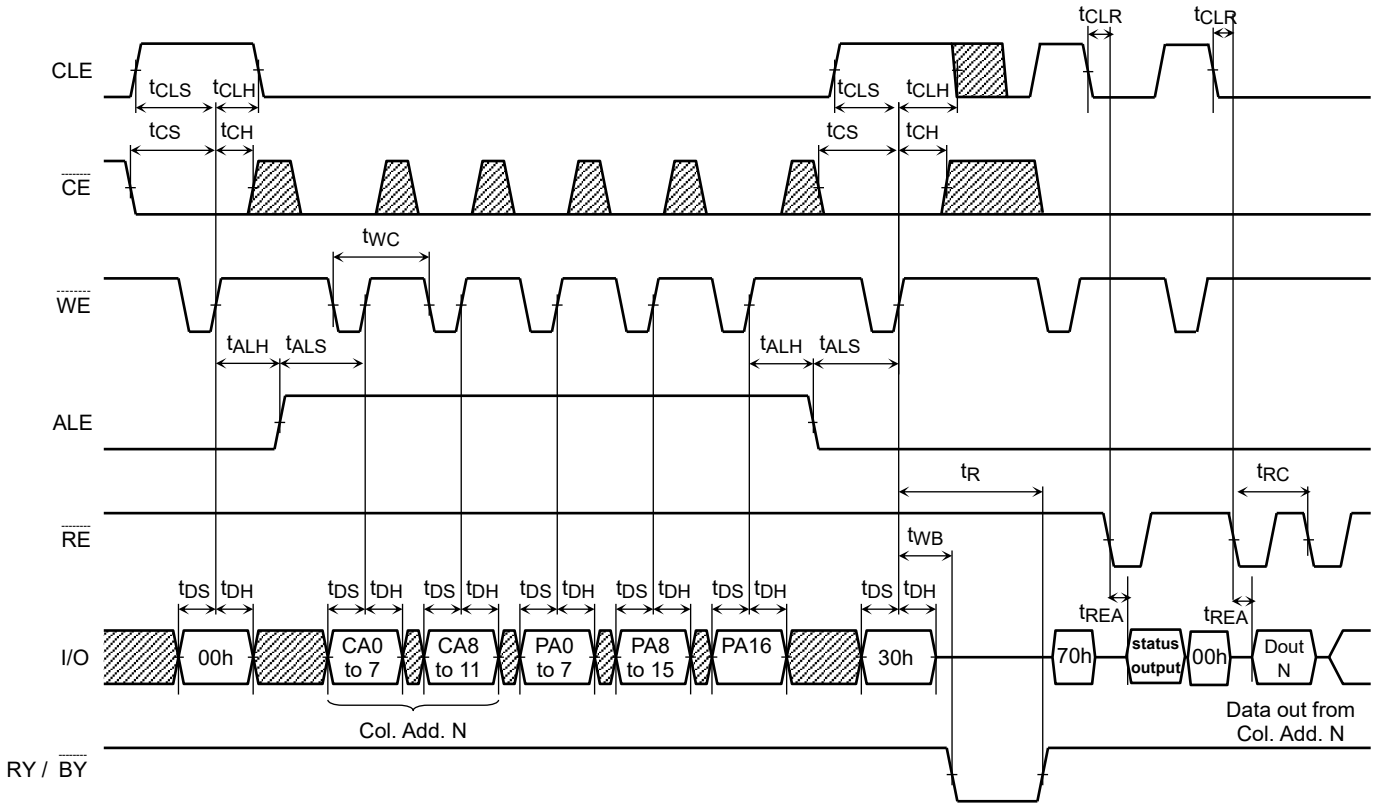 tCLR tCLR
CLE
tCLS tCLH tCLS tCLH
tCS tCH tCS tCH
CE
tWC
WE
tALH tALS tALH tALS
ALE
tR tRC
RE
tWB
tDS tDH tDS tDH tDS tDH tDS tDH tDS tDH tDS tDH tDS tDH
tREA tREA
I/O
00h
CA0
to 7
CA8
to 11
PA0
to 7
PA8
to 15
PA16
30h
70h
status
output
00h
Dout
N
Col. Add. N
Data out from
Col. Add. N
RY / BY